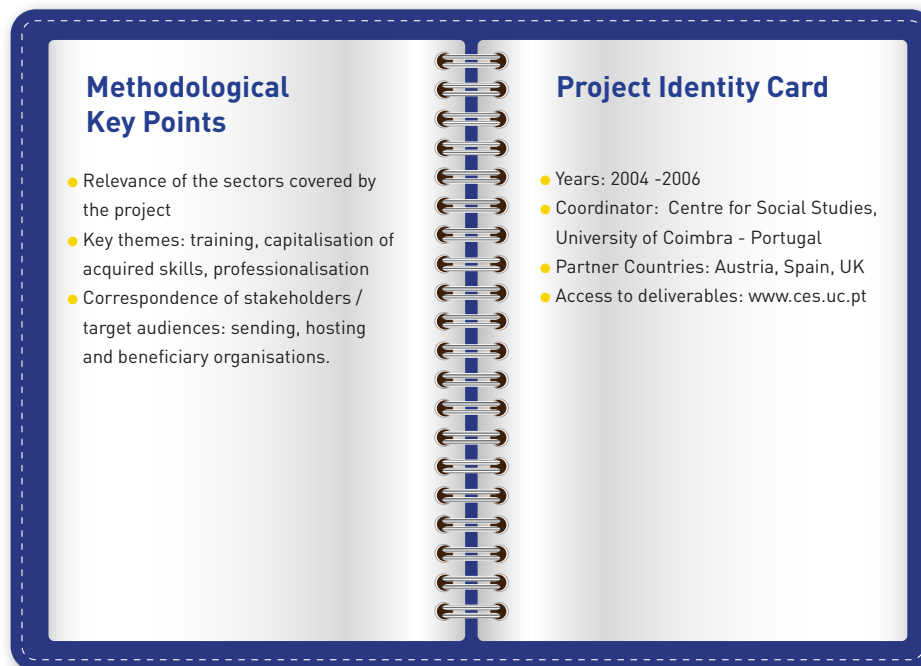 Methodological
Key Points
● Relevance of the sectors covered by
the project
● Key themes: training, capitalisation of
acquired skills, professionalisation
● Correspondence of stakeholders /
target audiences: sending, hosting
and beneficiary organisations.
Project Identity Card
● Years: 2004 -2006
● Coordinator:  Centre for Social Studies,
University of Coimbra - Portugal
● Partner Countries: Austria, Spain, UK
● Access to deliverables: www.ces.uc.pt